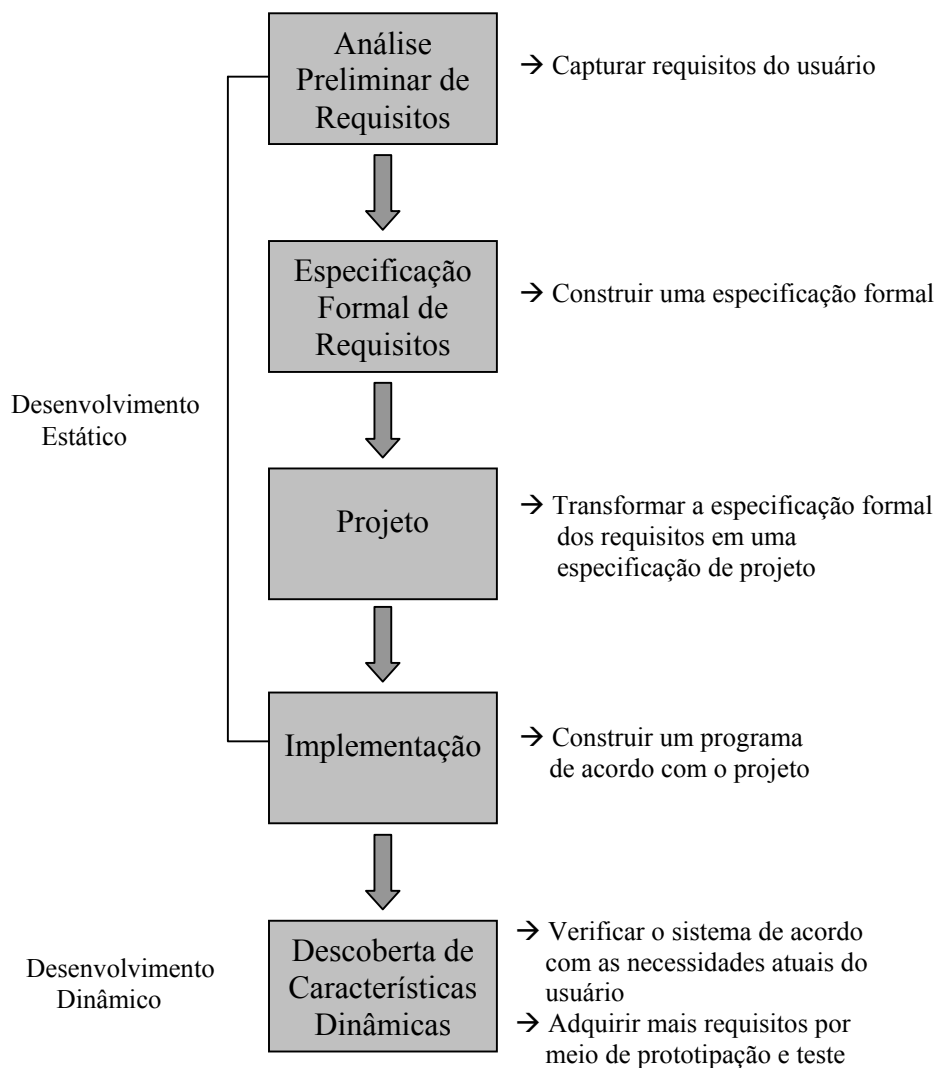 Análise
Preliminar de
Requisitos
→ Capturar requisitos do usuário
Especificação
Formal de
Requisitos
→ Construir uma especificação formal
Desenvolvimento
Estático
Projeto
→ Transformar a especificação formal
dos requisitos em uma
especificação de projeto
Implementação
→ Construir um programa
de acordo com o projeto
Desenvolvimento
Dinâmico
Descoberta de
Características
Dinâmicas
→ Verificar o sistema de acordo
com as necessidades atuais do
usuário
→ Adquirir mais requisitos por
meio de prototipação e teste